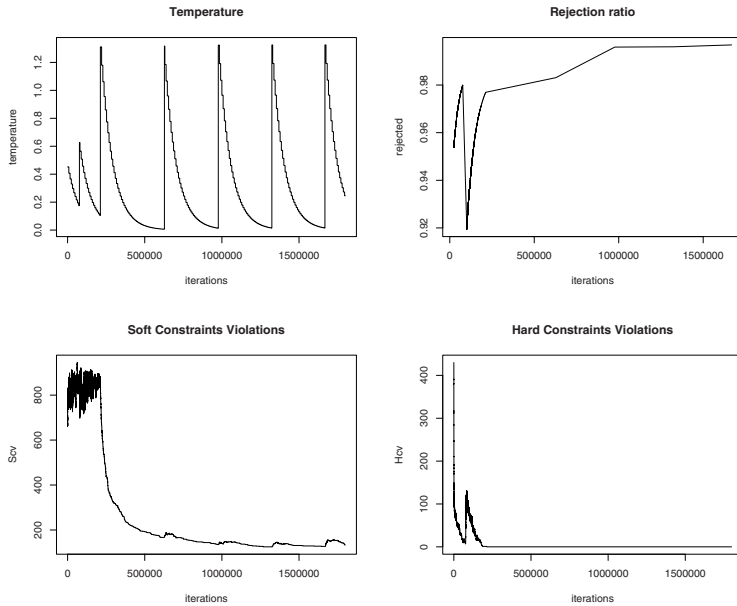 Temperature
temperature
0.0 0.2 0.4 0.6 0.8 1.0 1.2
0 500000 1000000 1500000
iterations
Rejection ratio
rejected
0.92 0.94 0.96 0.98
0 500000 1000000 1500000
iterations
Soft Constraints Violations
Scv
200 400 600 800
0 500000 1000000 1500000
iterations
Hard Constraints Violations
Hcv
0 100 200 300 400
0 500000 1000000 1500000
iterations